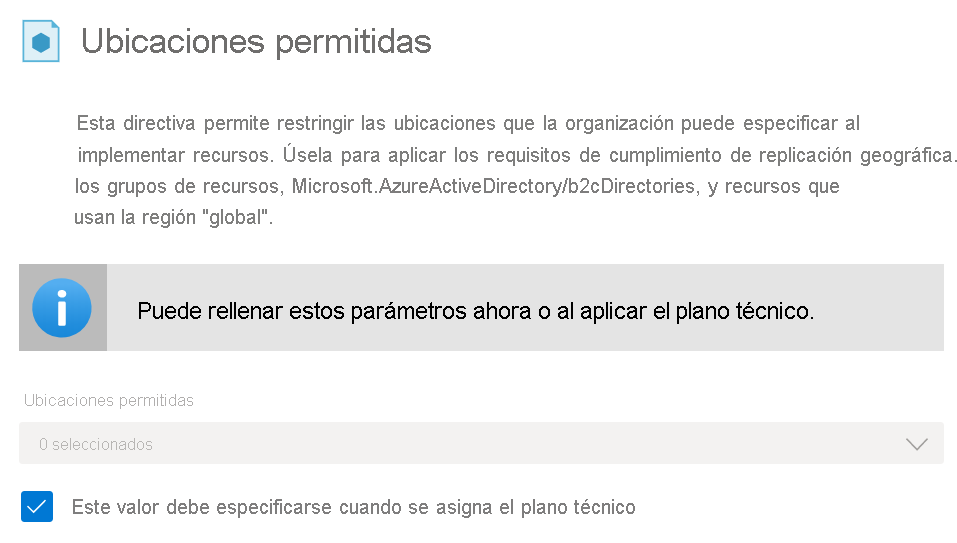 Ubicaciones permitidas
Esta directiva permite restringir las ubicaciones que la organización puede especificar al
implementar recursos. Úsela para aplicar los requisitos de cumplimiento de replicación geográfica.
los grupos de recursos, Microsoft.AzureActiveDirectory/b2cDirectories, y recursos que
usan la región "global".
Puede rellenar estos parámetros ahora o al aplicar el plano técnico.
Ubicaciones permitidas
0 seleccionados
Este valor debe especificarse cuando se asigna el plano técnico